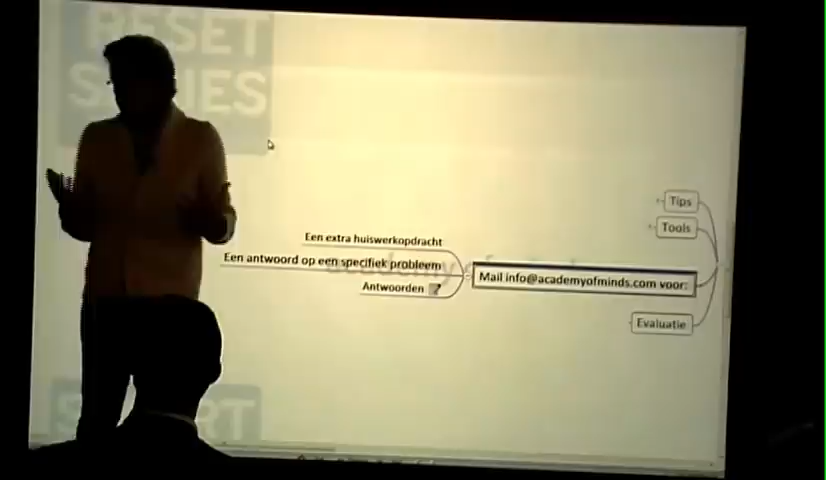 RESET
Tips
Tools
Een extra huiswerkopdracht
Een antwoord op een specifiek probleem
Antwoorden
Mail info@academyofminds.com voor:
Evaluatie